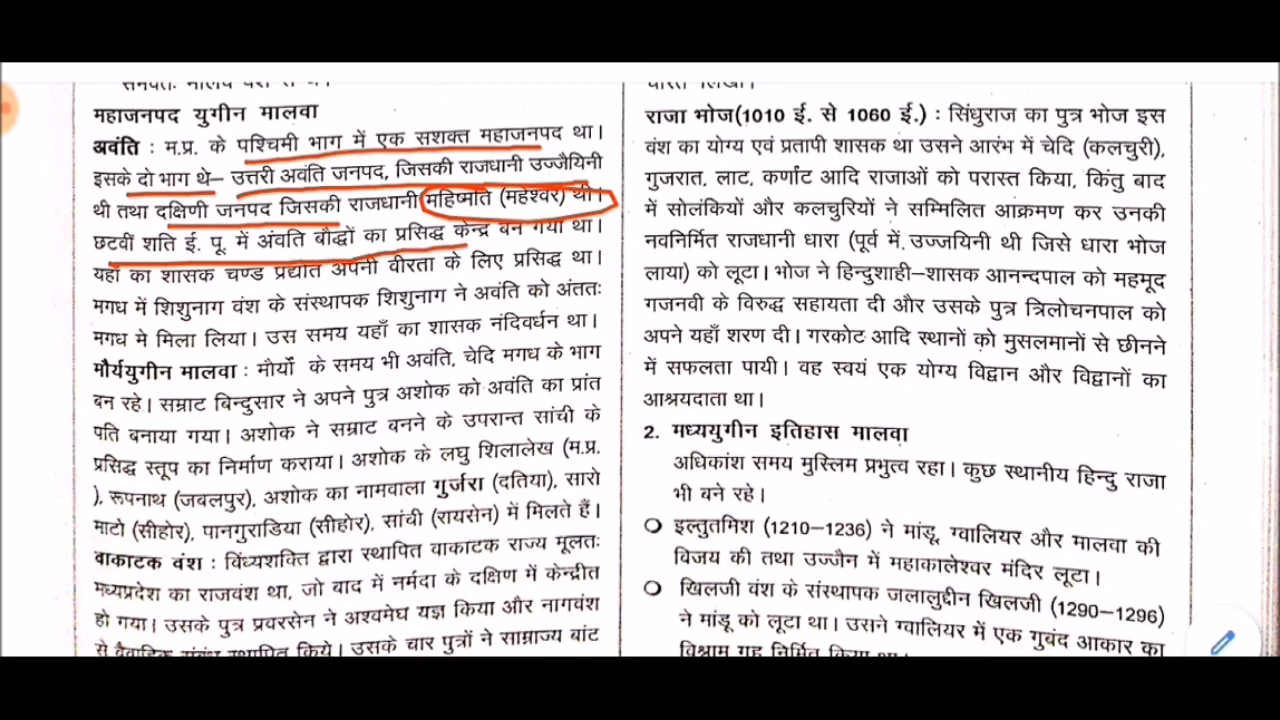 महाजनपद युगीन मालवा
अवंति : म.प्र. के पश्चिमी भाग में एक सशक्त महाजनपद था।
इसके दो भाग थे– उत्तरी अवंति जनपद, जिसकी राजधानी उज्जैयिनी
थी तथा दक्षिणी जनपद जिसकी राजधानी महिष्मति (महेश्वर) थी।
छटवीं शति ई. पू. में अंवति बौद्धों का प्रसिद्ध केन्द्र बन गया था।
यहाँ का शासक चण्ड प्रद्योत अपनी वीरता के लिए प्रसिद्ध था।
मगध में शिशुनाग वंश के संस्थापक शिशुनाग ने अवंति को अंततः
मगध मे मिला लिया। उस समय यहाँ का शासक नंदिवर्धन था।
मौर्ययुगीन मालवा : मौर्यो के समय भी अवंति, चेदि मगध के भाग
बन रहे। सम्राट बिन्दुसार ने अपने पुत्र अशोक को अवंति का प्रांत
पति बनाया गया। अशोक ने सम्राट बनने के उपरान्त सांची के
प्रसिद्ध स्तूप का निर्माण कराया। अशोक के लघु शिलालेख (म.प्र.
), रूपनाथ (जबलपुर), अशोक का नामवाला गुर्जरा (दतिया), सारो
माटो (सीहोर), पानगुराडिया (सीहोर), सांची (रायसेन) में मिलते हैं।
वाकाटक वंश : विंध्यशक्ति द्वारा स्थापित वाकाटक राज्य मूलतः
मध्यप्रदेश का राजवंश था, जो बाद में नर्मदा के दक्षिण में केन्द्रीत
हो गया। उसके पुत्र प्रवरसेन ने अश्वमेघ यज्ञ किया और नागवंश
से वैवाहिक संबंध स्थापित किये। उसके चार पुत्रों ने साम्राज्य बांट
राजा भोज(1010 ई. से 1060 ई.) : सिंधुराज का पुत्र भोज इस
वंश का योग्य एवं प्रतापी शासक था उसने आरंभ में चेदि (कलचुरी),
गुजरात, लाट, कर्णाट आदि राजाओं को परास्त किया, किंतु बाद
में सोलंकियों और कलचुरियों ने सम्मिलित आक्रमण कर उनकी
नवनिर्मित राजधानी धारा (पूर्व में उज्जयिनी थी जिसे धारा भोज
लाया) को लूटा। भोज ने हिन्दुशाही–शासक आनन्दपाल को महमूद
गजनवी के विरुद्ध सहायता दी और उसके पुत्र त्रिलोचनपाल को
अपने यहाँ शरण दी। गरकोट आदि स्थानों को मुसलमानों से छीनने
में सफलता पायी। वह स्वयं एक योग्य विद्वान और विद्वानों का
आश्रयदाता था।
2. मध्ययुगीन इतिहास मालवा
अधिकांश समय मुस्लिम प्रभुत्व रहा। कुछ स्थानीय हिन्दु राजा
भी बने रहे।
इल्तुतमिश (1210–1236) ने मांडू, ग्वालियर और मालवा की
विजय की तथा उज्जैन में महाकालेश्वर मंदिर लूटा।
खिलजी वंश के संस्थापक जलालुद्दीन खिलजी (1290–1296)
ने मांडू को लूटा था। उसने ग्वालियर में एक गुबंद आकार का
विश्राम गृह निर्मित किया था।